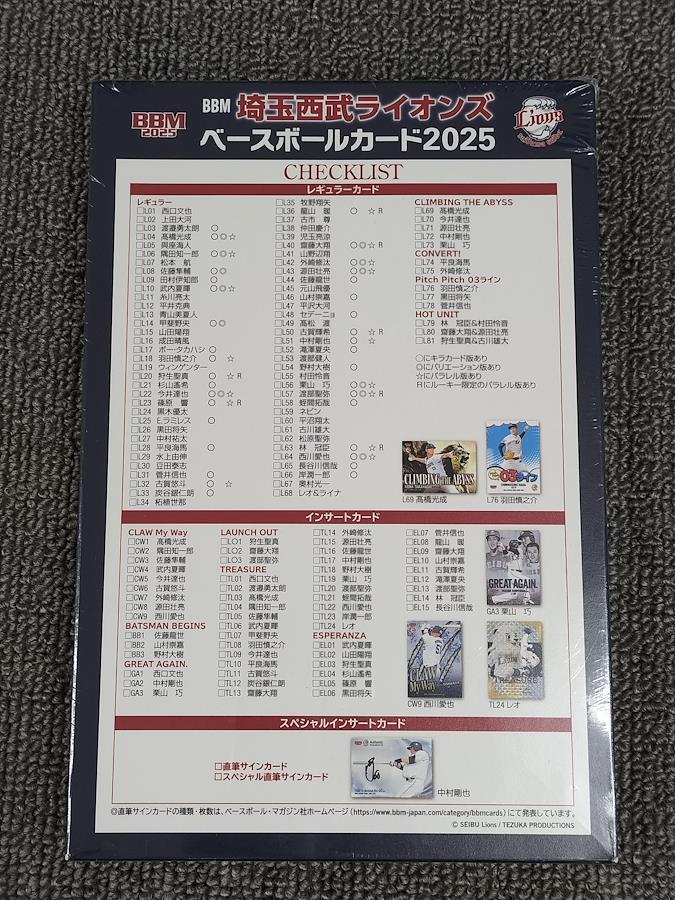 BBM
2025
BBM 埼玉西武ライオンズ
ベースボールカード2025
Lions
CHECKLIST
レギュラーカード
レギュラー
□L01 西口文也
□L02 上田大河
□L03 渡邉勇太朗 ○
□L04 髙橋光成 ○◎☆
□L05 與座海人
□L06 隅田知一郎 ○◎☆
□L07 松本 航
□L08 佐藤隼輔 ○◎
□L09 田村伊知郎 ○
□L10 武内夏暉 ○◎☆
□L11 糸川亮太
□L12 平井克典
□L13 青山美夏人
□L14 甲斐野央 ○◎
□L15 山田陽翔
□L16 成田晴風
□L17 ボー・タカハシ ○
□L18 羽田慎之介 ○ ☆
□L19 ウィンゲンター
□L20 狩生聖真 ○ ☆R
□L21 杉山遙希 ○
□L22 今井達也 ○◎☆
□L23 篠原 響 ○ ☆R
□L24 黒木優太
□L25 E.ラミレス ○
□L26 黒田将矢
□L27 中村祐太
□L28 平良海馬 ○
□L29 水上由伸
□L30 豆田泰志
□L31 菅井信也 ○
□L32 古賀悠斗 ○ ☆
□L33 炭谷銀仁朗 ○
□L34 柘植世那
□L35 牧野翔矢
□L36 龍山 暖 ○ ☆R
□L37 古市 尊
□L38 仲田慶介
□L39 児玉亮涼
□L40 齋藤大翔 ○◎☆R
□L41 山野辺翔
□L42 外崎修汰 ○◎☆
□L43 源田壮亮 ○◎☆
□L44 佐藤龍世 ○
□L45 元山飛優
□L46 山村崇嘉 ○
□L47 平沢大河
□L48 セデーニョ ○
□L49 髙松 渡
□L50 古賀輝希 ○ ☆R
□L51 中村剛也 ○ ☆
□L52 滝澤夏央 ○
□L53 渡部健人
□L54 野村大樹 ○
□L55 村田怜音
□L56 栗山 巧 ○◎☆
□L57 渡部聖弥 ○◎☆R
□L58 蛭間拓哉 ○
□L59 ネビン
□L60 平沼翔太
□L61 古川雄大
□L62 松原聖弥
□L63 林 冠臣 ○ ☆R
□L64 西川愛也 ○◎☆
□L65 長谷川信哉 ○
□L66 岸潤一郎 ○
□L67 奥村光一
□L68 レオ&ライナ
CLIMBING THE ABYSS
□L69 髙橋光成
□L70 今井達也
□L71 源田壮亮
□L72 中村剛也
□L73 栗山 巧
CONVERT!
□L74 平良海馬
□L75 外崎修汰
Pitch Pitch 03ライン
□L76 羽田慎之介
□L77 黒田将矢
□L78 菅井信也
HOT UNIT
□L79 林 冠臣&村田怜音
□L80 齋藤大翔&源田壮亮
□L81 狩生聖真&古川雄大
○にキラカード版あり
◎にバリエーション版あり
☆にパラレル版あり
Rにルーキー限定のパラレル版あり
CLIMBING THE ABYSS
L69 髙橋光成
03ライン
L76 羽田慎之介
インサートカード
CLAW My Way
□CW1 髙橋光成
□CW2 隅田知一郎
□CW3 佐藤隼輔
□CW4 武内夏暉
□CW5 今井達也
□CW6 古賀悠斗
□CW7 外崎修汰
□CW8 源田壮亮
□CW9 西川愛也
BATSMAN BEGINS
□BB1 佐藤龍世
□BB2 山村崇嘉
□BB3 野村大樹
GREAT AGAIN.
□GA1 西口文也
□GA2 中村剛也
□GA3 栗山 巧
LAUNCH OUT
□LO1 狩生聖真
□LO2 齋藤大翔
□LO3 渡部聖弥
TREASURE
□TL01 西口文也
□TL02 渡邉勇太朗
□TL03 髙橋光成
□TL04 隅田知一郎
□TL05 佐藤隼輔
□TL06 武内夏暉
□TL07 甲斐野央
□TL08 羽田慎之介
□TL09 今井達也
□TL10 平良海馬
□TL11 古賀悠斗
□TL12 炭谷銀仁朗
□TL13 齋藤大翔
□TL14 外崎修汰
□TL15 源田壮亮
□TL16 佐藤龍世
□TL17 中村剛也
□TL18 野村大樹
□TL19 栗山 巧
□TL20 渡部聖弥
□TL21 蛭間拓哉
□TL22 西川愛也
□TL23 岸潤一郎
□TL24 レオ
ESPERANZA
□EL01 武内夏暉
□EL02 山田陽翔
□EL03 狩生聖真
□EL04 杉山遙希
□EL05 篠原 響
□EL06 黒田将矢
□EL07 菅井信也
□EL08 龍山 暖
□EL09 齋藤大翔
□EL10 山村崇嘉
□EL11 古賀輝希
□EL12 滝澤夏央
□EL13 渡部聖弥
□EL14 林 冠臣
□EL15 長谷川信哉
GREAT AGAIN.
GA3 栗山 巧
CLAW
My Way
CW9 西川愛也
TREASURE
TL24 レオ
スペシャルインサートカード
□直筆サインカード
□スペシャル直筆サインカード
中村剛也
◎直筆サインカードの種類・枚数は、ベースボール・マガジン社ホームページ(https://www.bbm-japan.com/category/bbmcards)にて発表しています。
© SEIBU Lions / TEZUKA PRODUCTIONS